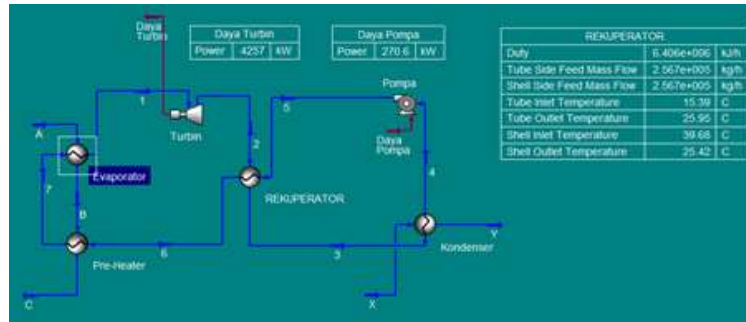 Daya
Turbin
Daya Turbin
Power 4257 kW
Daya Pompa
Power 270.6 kW
REKUPERATOR
Duty 6.406e+006 kJ/h
Tube Side Feed Mass Flow 2.567e+005 kg/h
Shell Side Feed Mass Flow 2.567e+005 kg/h
Tube Inlet Temperature 15.39 C
Tube Outlet Temperature 25.95 C
Shell Inlet Temperature 39.68 C
Shell Outlet Temperature 25.42 C
Pompa
1
5
A
Turbin
Daya
Pompa
2
4
7
Evaporator
REKUPERATOR
B
Y
6
3
Kondenser
Pre-Heater
C
X